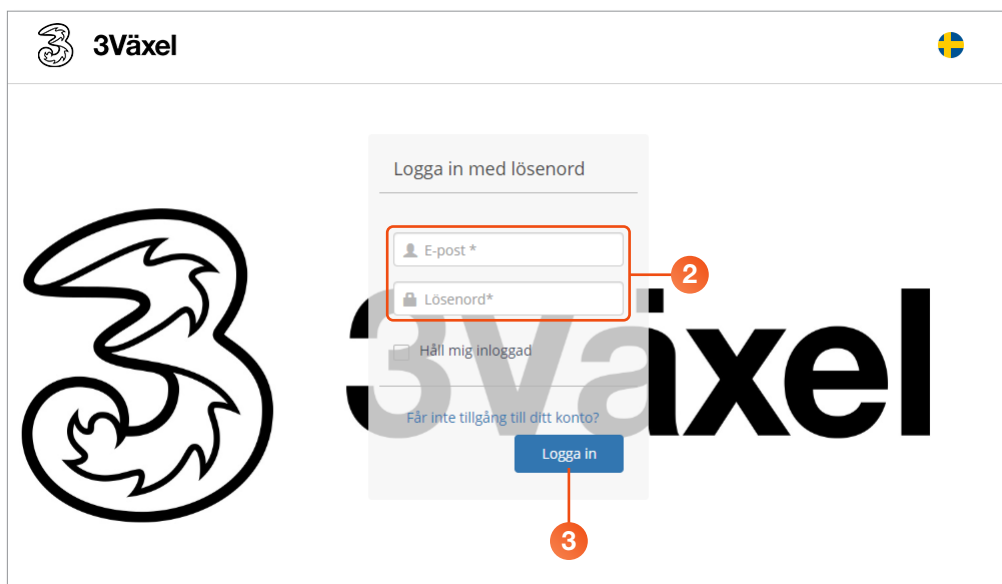 3Växel
Logga in med lösenord
E-post *
2
Lösenord*
3Växel
Håll mig inloggad
Får inte tillgång till ditt konto?
Logga in
3